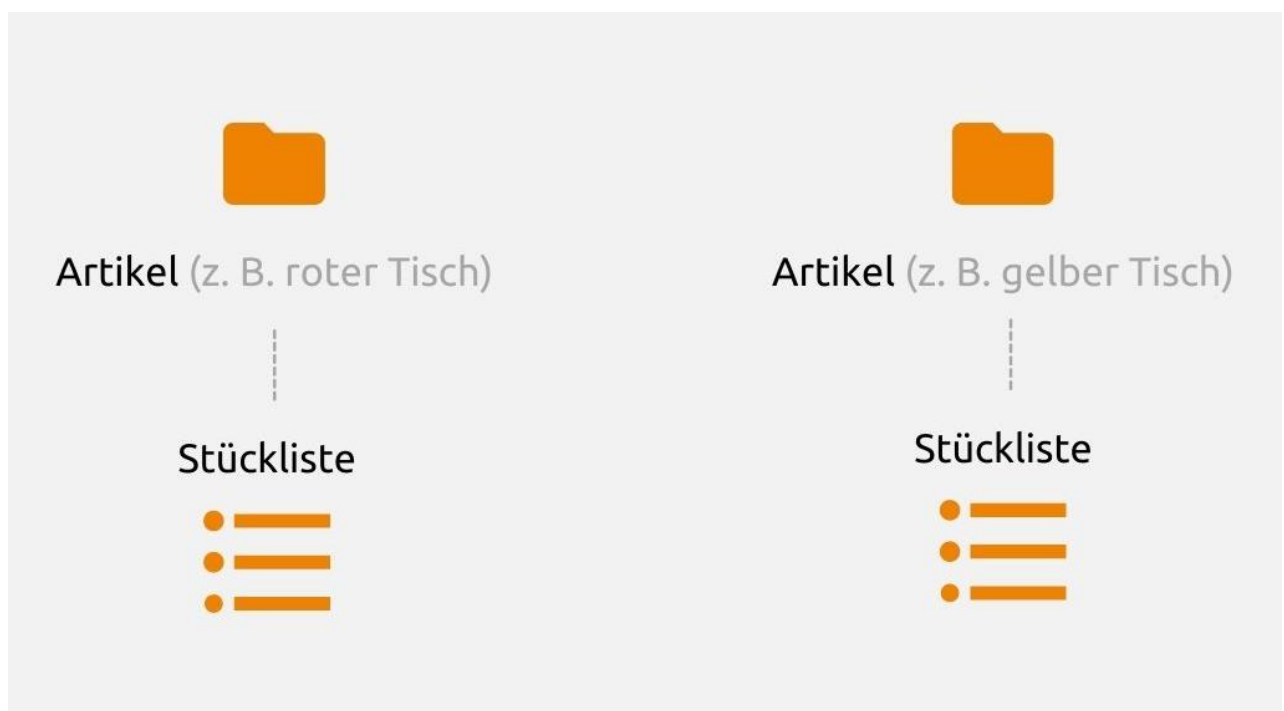 Artikel (z. B. roter Tisch)
Artikel (z. B. gelber Tisch)
Stückliste
Stückliste